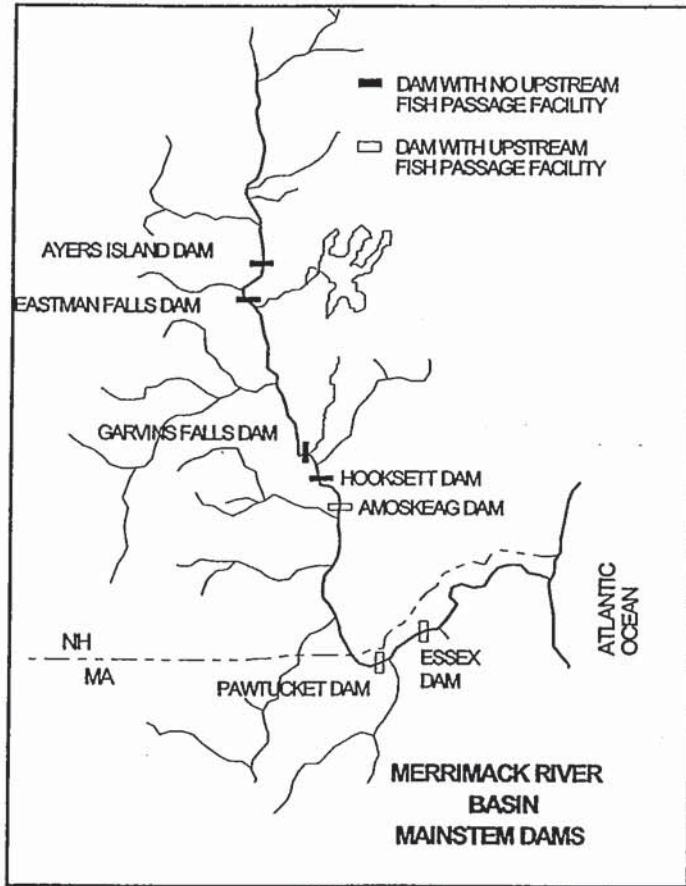 DAM WITH NO UPSTREAM
FISH PASSAGE FACILITY
DAM WITH UPSTREAM
FISH PASSAGE FACILITY
AYERS ISLAND DAM
EASTMAN FALLS DAM
GARVINS FALLS DAM
HOOKSETT DAM
AMOSKEAG DAM
ATLANTIC
OCEAN
NH
MA
ESSEX
DAM
PAWTUCKET DAM
MERRIMACK RIVER
BASIN
MAINSTEM DAMS